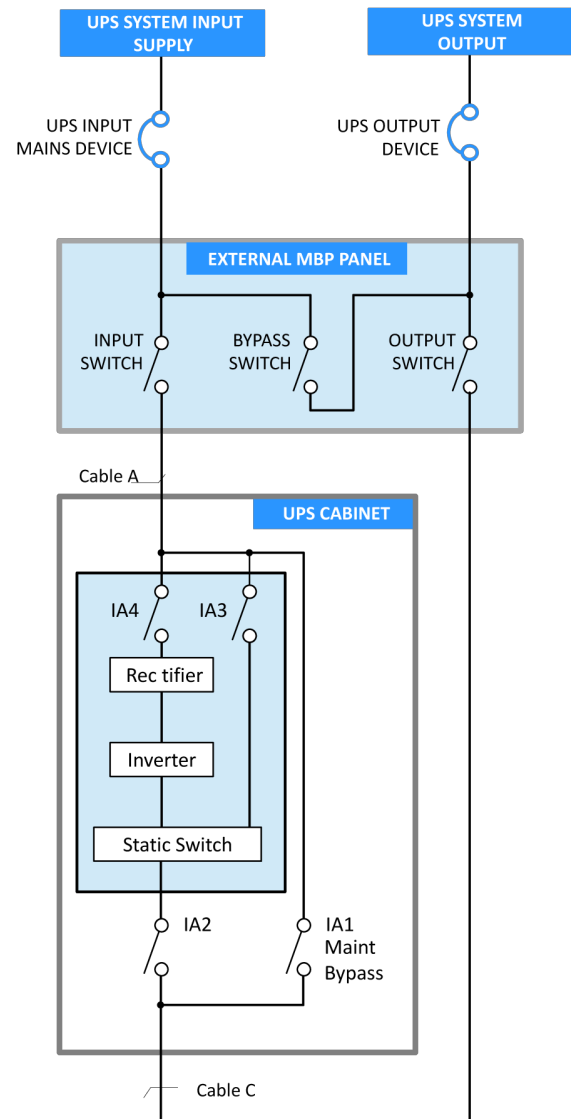 UPS SYSTEM INPUT
SUPPLY
UPS SYSTEM
OUTPUT
UPS INPUT
MAINS DEVICE
UPS OUTPUT
DEVICE
EXTERNAL MBP PANEL
INPUT
SWITCH
BYPASS
SWITCH
OUTPUT
SWITCH
Cable A
UPS CABINET
IA4
IA3
Rec tifier
Inverter
Static Switch
IA2
IA1
Maint
Bypass
Cable C